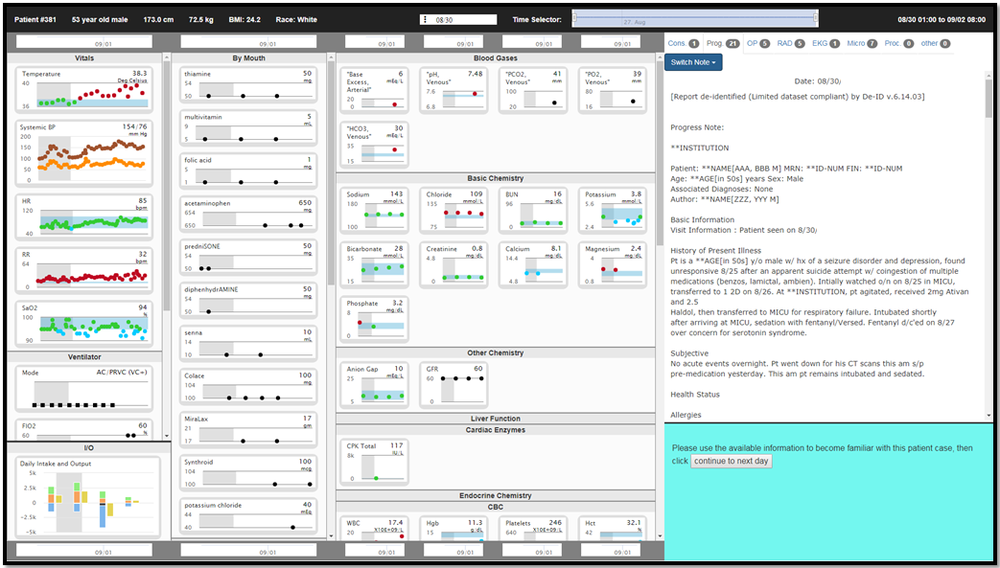 Patient #381 53 year old male 173.0 cm 72.5 kg BMI: 24.2 Race: White 08/30 Time Selector: 27. Aug 08/30 01:00 to 09/02 08:00
09/01 09/01 09/01 09/01 09/01 09/01
Vitals
Temperature 38.3
Deg Celsius
40
36
Systemic BP 154/76
mm Hg
200
150
100
50
0
HR 85
bpm
120
40
RR 32
bpm
64
0
SaO2 94
%
100
90
Ventilator
Mode AC/PRVC (VC+)
FIO2 60
%
60
I/O
Daily Intake and Output
5k
2.5k
0
-2.5k
-5k
By Mouth
thiamine 50
mg
54
50
multivitamin 5
mL
9
5
folic acid 1
mg
5
1
acetaminophen 650
mg
654
650
predniSONE 50
mg
54
50
diphenhydrAMINE 50
mg
54
50
senna 10
mL
14
10
Colace 100
mg
104
100
MiraLax 17
gm
21
17
Synthroid 100
mcg
104
100
potassium chloride 40
mEq
44
40
Blood Gases
"Base Excess, Arterial" 6
mEq/L
20
0
"pH, Venous" 7.48
7.6
6.8
"PCO2, Venous" 41
mm Hg
100
20
"PO2, Venous" 39
mm Hg
80
16
"HCO3, Venous" 30
mEq/L
35
15
Basic Chemistry
Sodium 143
mmol/L
180
100
Chloride 109
mmol/L
135
75
BUN 16
mg/dL
96
0
Potassium 3.8
mmol/L
5.6
2.4
Bicarbonate 28
mmol/L
35
15
Creatinine 0.8
mg/dL
4.8
0
Calcium 8.1
mg/dL
14.4
4.8
Magnesium 2.4
mg/dL
4
0.8
Phosphate 3.2
mg/dL
8
0
Other Chemistry
Anion Gap 10
mEq/L
25
5
GFR 60
60
0
Liver Function
Cardiac Enzymes
CPK Total 117
IU/L
8k
0
Endocrine Chemistry
CBC
WBC 17.4
X10E+09/L
20
Hgb 11.3
g/dL
15
Platelets 246
X10E+09/L
640
Hct 32.1
%
42
09/01 09/01 09/01 09/01 09/01 09/01
Cons. 1 Prog. 21 OP 5 RAD 5 EKG 1 Micro 7 Proc. 0 other 0
Switch Note
Date: 08/30/
[Report de-identified (Limited dataset compliant) by De-ID v.6.14.03]
Progress Note:
**INSTITUTION
Patient: **NAME[AAA, BBB M] MRN: **ID-NUM FIN: **ID-NUM
Age: **AGE[in 50s] years Sex: Male
Associated Diagnoses: None
Author: **NAME[ZZZ, YYY M]
Basic Information
Visit Information : Patient seen on 8/30/
History of Present Illness
Pt is a **AGE[in 50s] y/o male w/ hx of a seizure disorder and depression, found
unresponsive 8/25 after an apparent suicide attempt w/ coingestion of multiple
medications (benzos, lamictal, ambien). Intially watched o/n on 8/25 in MICU,
transferred to 1 2D on 8/26. At **INSTITUTION, pt agitated, received 2mg Ativan
and 2.5
Haldol, then transferred to MICU for respiratory failure. Intubated shortly
after arriving at MICU, sedation with fentanyl/Versed. Fentanyl d/c'ed on 8/27
over concern for serotonin syndrome.
Subjective
No acute events overnight. Pt went down for his CT scans this am s/p
pre-medication yesterday. This am pt remains intubated and sedated.
Health Status
Allergies
Please use the available information to become familiar with this patient case, then
click continue to next day